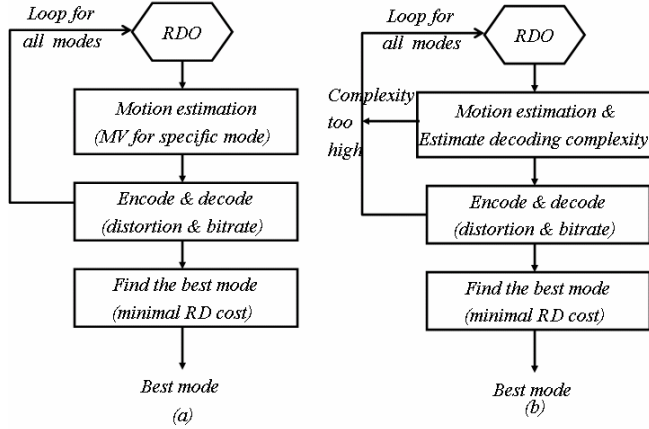 Loop for
all modes
RDO
Motion estimation
(MV for specific mode)
Encode & decode
(distortion & bitrate)
Find the best mode
(minimal RD cost)
Best mode
(a)
Loop for
all modes
RDO
Complexity
too
high
Motion estimation &
Estimate decoding complexity
Encode & decode
(distortion & bitrate)
Find the best mode
(minimal RD cost)
Best mode
(b)